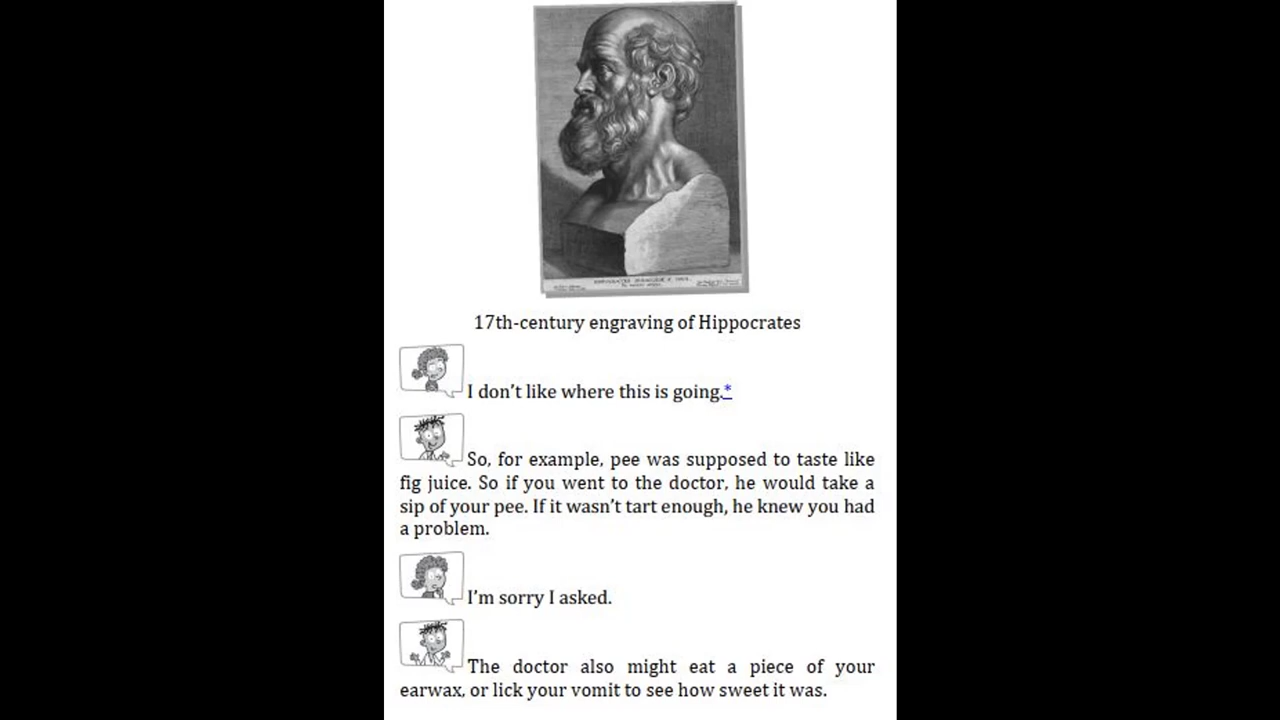 17th-century engraving of Hippocrates
I don’t like where this is going.*
So, for example, pee was supposed to taste like
fig juice. So if you went to the doctor, he would take a
sip of your pee. If it wasn’t tart enough, he knew you had
a problem.
I’m sorry I asked.
The doctor also might eat a piece of your
earwax, or lick your vomit to see how sweet it was.